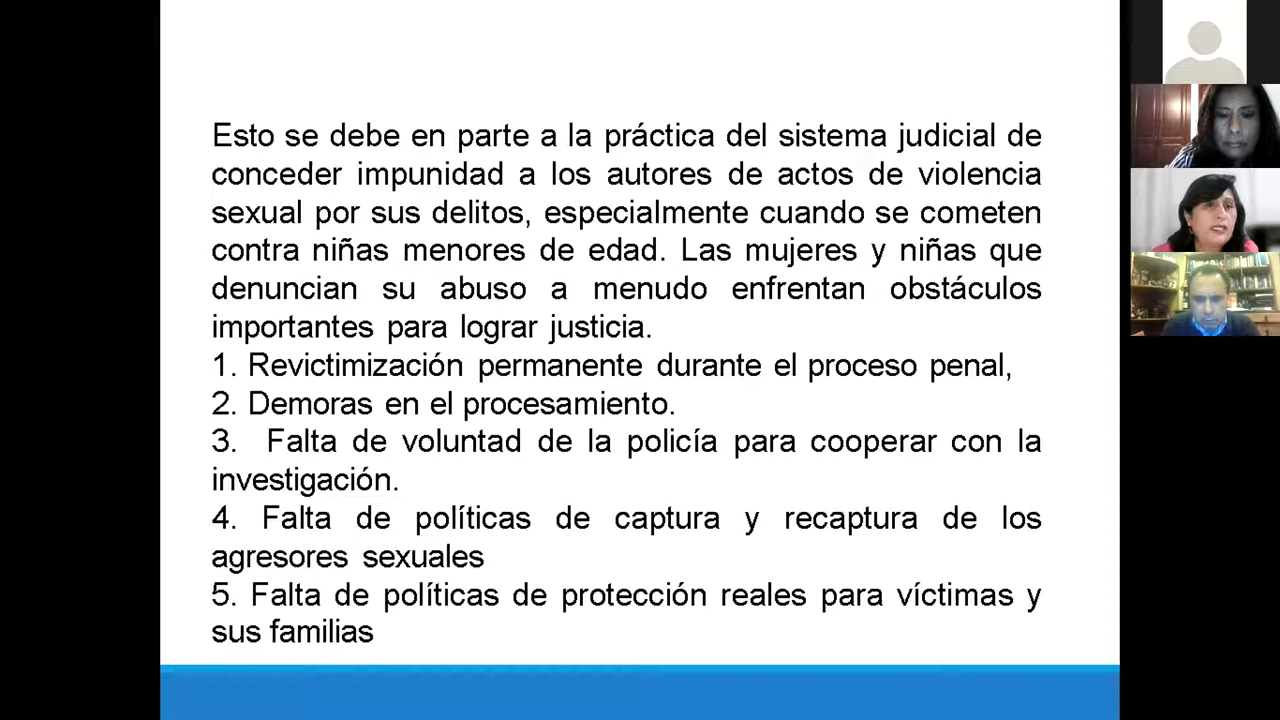 Esto se debe en parte a la práctica del sistema judicial de
conceder impunidad a los autores de actos de violencia
sexual por sus delitos, especialmente cuando se cometen
contra niñas menores de edad. Las mujeres y niñas que
denuncian su abuso a menudo enfrentan obstáculos
importantes para lograr justicia.
1. Revictimización permanente durante el proceso penal,
2. Demoras en el procesamiento.
3. Falta de voluntad de la policía para cooperar con la
investigación.
4. Falta de políticas de captura y recaptura de los
agresores sexuales
5. Falta de políticas de protección reales para víctimas y
sus familias